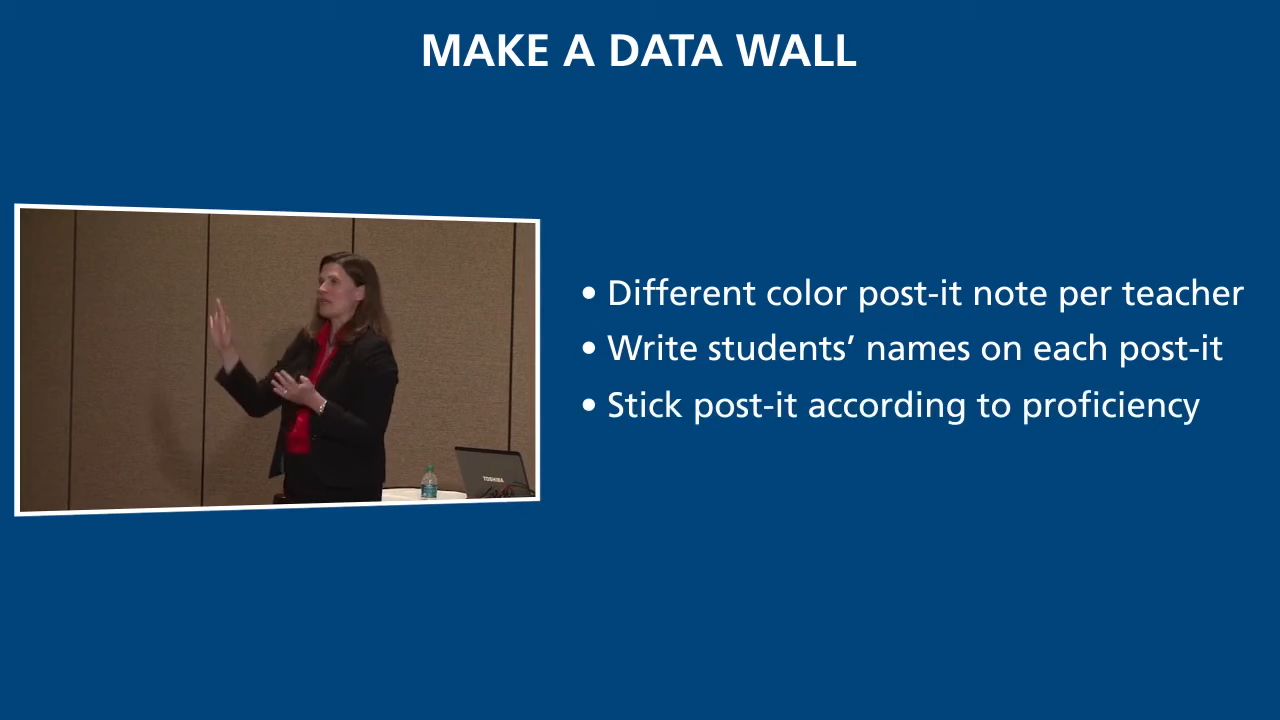 MAKE A DATA WALL
• Different color post-it note per teacher
• Write students’ names on each post-it
• Stick post-it according to proficiency
TOSHIBA